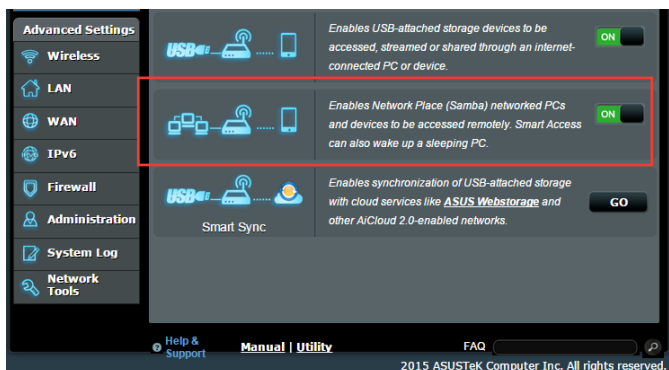 Advanced Settings
Wireless
LAN
WAN
IPv6
Firewall
Administration
System Log
Network
Tools
USB
Enables USB-attached storage devices to be
accessed, streamed or shared through an internet-
connected PC or device.
ON
Enables Network Place (Samba) networked PCs
and devices to be accessed remotely. Smart Access
can also wake up a sleeping PC.
ON
USB
Smart Sync
Enables synchronization of USB-attached storage
with cloud services like ASUS Webstorage and
other AiCloud 2.0-enabled networks.
GO
Help &
Support
Manual | Utility
FAQ
2015 ASUSTeK Computer Inc. All rights reserved.